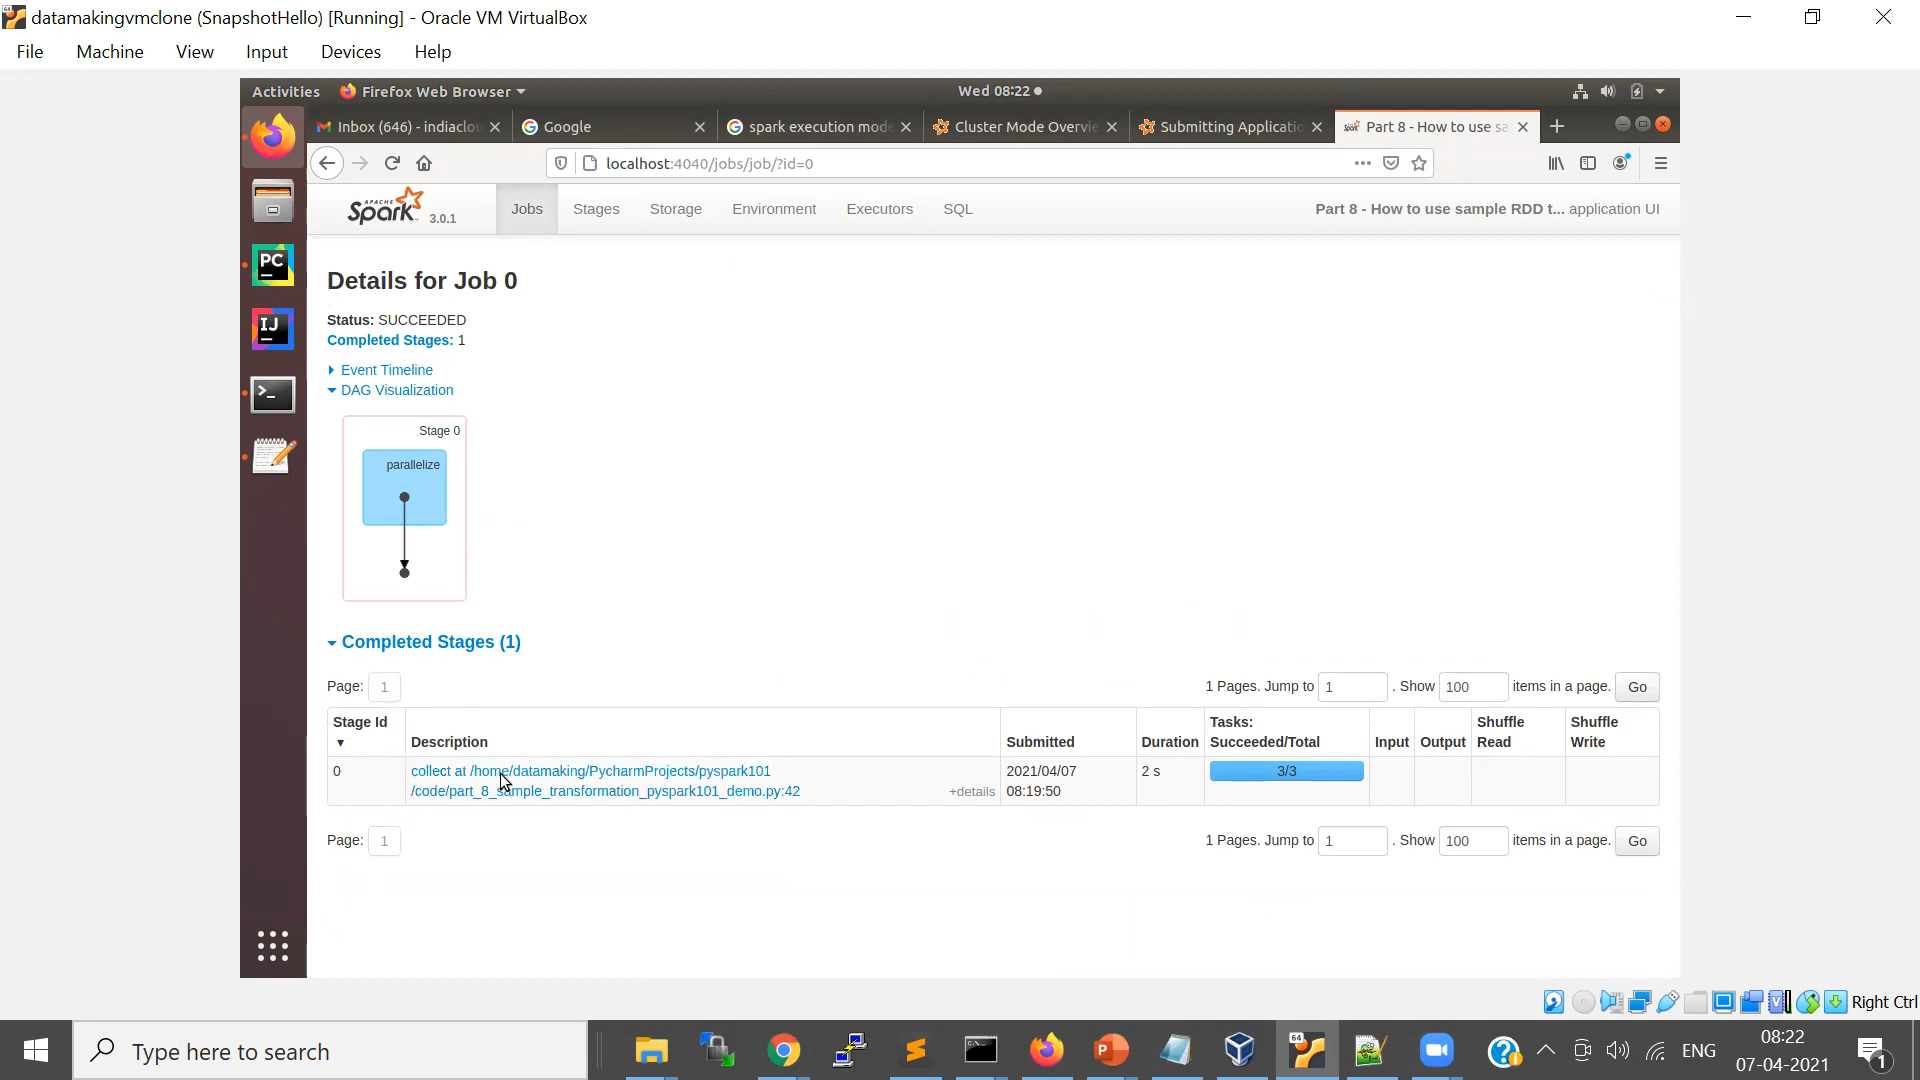 datamakingvmclone (SnapshotHello) [Running] - Oracle VM VirtualBox
File Machine View Input Devices Help
Activities Firefox Web Browser Wed 08:22
Inbox (646) - indiaclou Google spark execution mode Cluster Mode Overvie Submitting Applicatio Part 8 - How to use sa
localhost:4040/jobs/job/?id=0
APACHE Spark 3.0.1 Jobs Stages Storage Environment Executors SQL Part 8 - How to use sample RDD t... application UI
Details for Job 0
Status: SUCCEEDED
Completed Stages: 1
Event Timeline
DAG Visualization
Stage 0
parallelize
Completed Stages (1)
Page: 1 1 Pages. Jump to 1 . Show 100 items in a page. Go
Stage Id Description Submitted Duration Tasks: Succeeded/Total Input Output Shuffle Read Shuffle Write
0 collect at /home/datamaking/PycharmProjects/pyspark101 2021/04/07 2 s 3/3
/code/part_8_sample_transformation_pyspark101_demo.py:42 +details 08:19:50
Page: 1 1 Pages. Jump to 1 . Show 100 items in a page. Go
PC
IJ
Right Ctrl
Type here to search
ENG 08:22
07-04-2021
1
64